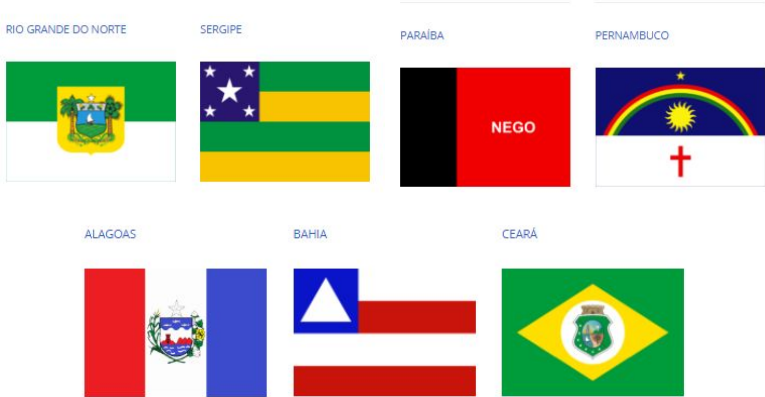 RIO GRANDE DO NORTE
SERGIPE
PARAÍBA
PERNAMBUCO
NEGO
ALAGOAS
BAHIA
CEARÁ